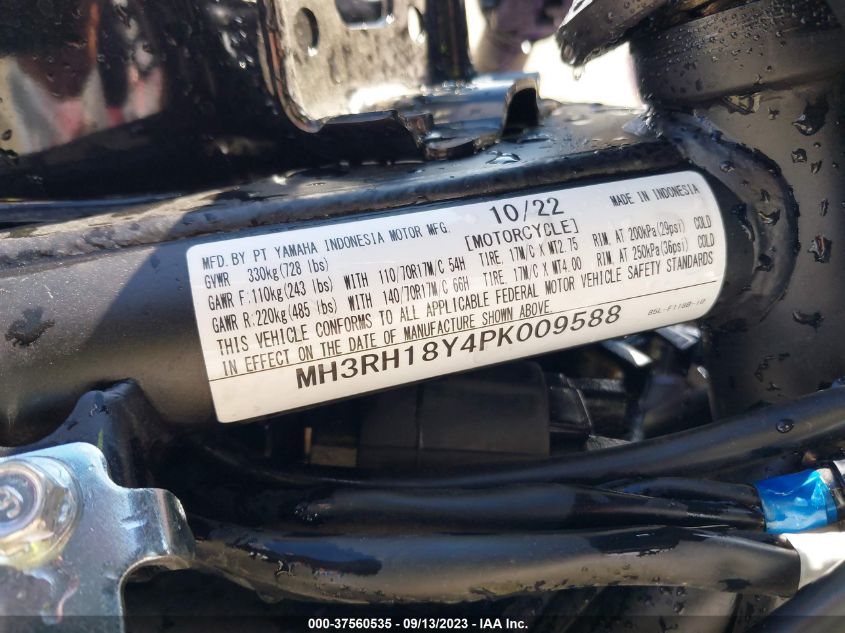 MFD. BY PT YAMAHA INDONESIA MOTOR MFG. 10/22 MADE IN INDONESIA
GVWR 330kg(728 lbs) [MOTORCYCLE]
GAWR F:110kg(243 lbs) WITH 110/70R17M/C 54H TIRE, 17M/C X MT2.75 RIM, AT 200kPa(29psi) COLD
GAWR R:220kg(485 lbs) WITH 140/70R17M/C 66H TIRE, 17M/C X MT4.00 RIM, AT 250kPa(36psi) COLD
THIS VEHICLE CONFORMS TO ALL APPLICABLE FEDERAL MOTOR VEHICLE SAFETY STANDARDS
IN EFFECT ON THE DATE OF MANUFACTURE SHOWN ABOVE.
MH3RH18Y4PK009588 B5L-F118B-10
000-37560535 - 09/13/2023 - IAA Inc.